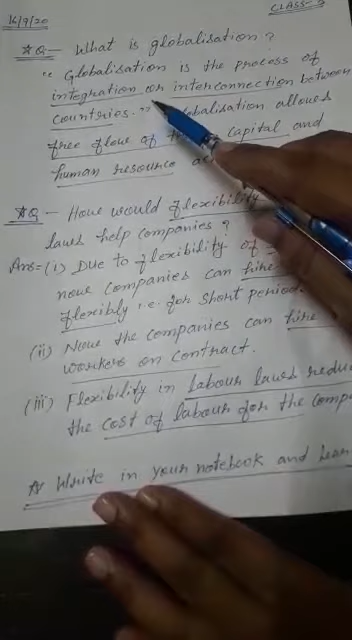 16/9/20
CLASS-
*Q - What is globalisation?
"Globalisation is the process of
integration or interconnection between
countries." Globalisation allows
free flow of capital and
human resource
*Q - How would flexibility
laws help companies?
Ans=(i) Due to flexibility of
now companies can hire
flexibly i.e. for short period
(ii) Now the companies can hire
workers on contract.
(iii) Flexibility in labour laws
the cost of labour for the
* Write in your notebook and